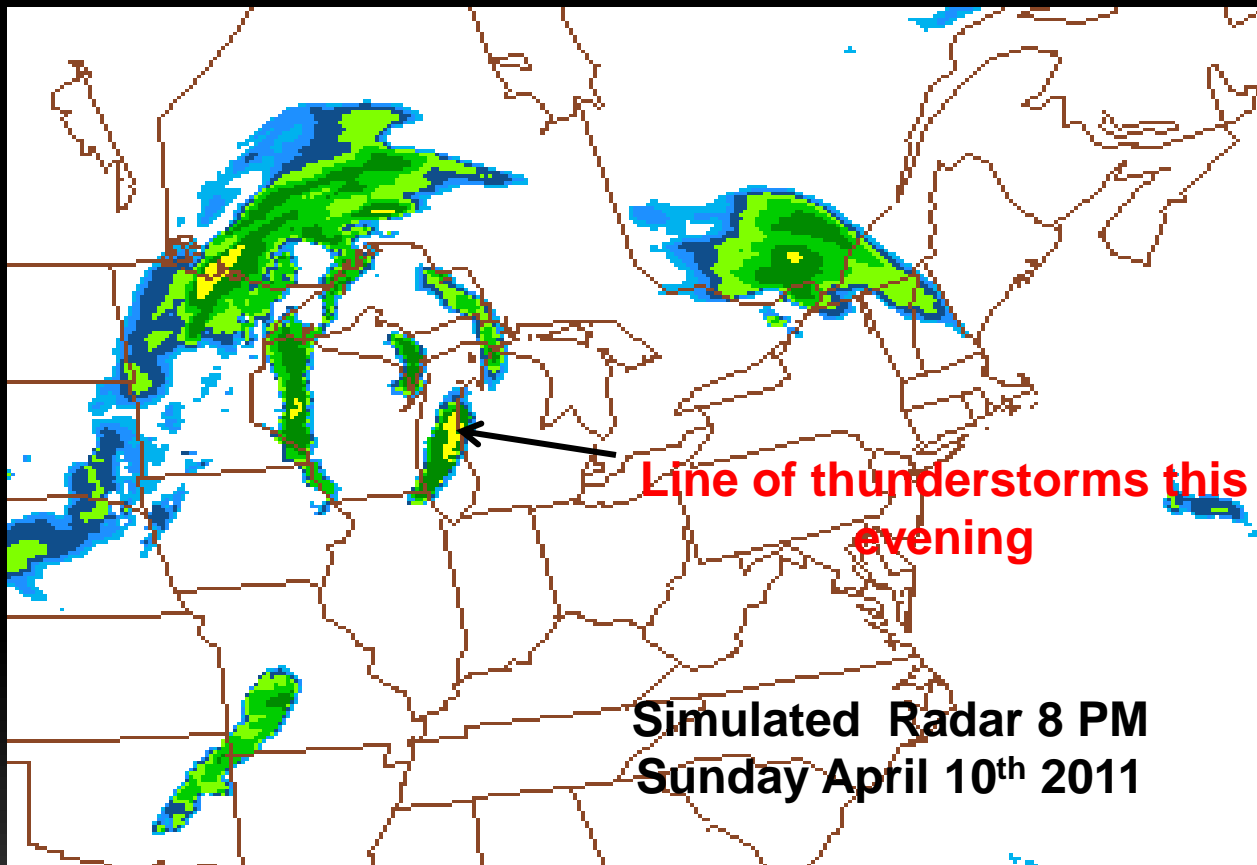 Line of thunderstorms this
evening
Simulated Radar 8 PM
Sunday April 10th 2011